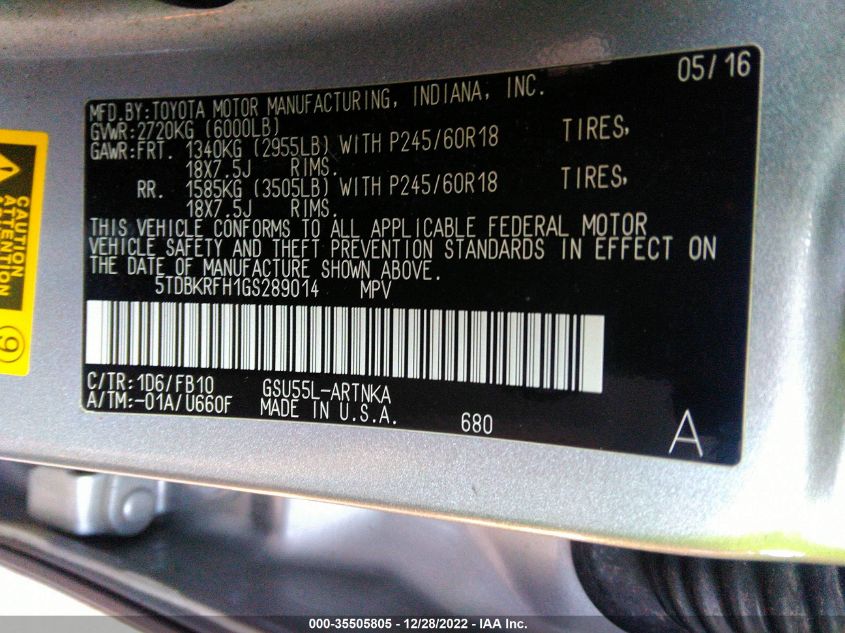 05/16
MFD.BY:TOYOTA MOTOR MANUFACTURING, INDIANA, INC.
GVWR:2720KG (6000LB)
GAWR:FRT. 1340KG (2955LB) WITH P245/60R18 TIRES,
18X7.5J RIMS.
RR. 1585KG (3505LB) WITH P245/60R18 TIRES,
18X7.5J RIMS.
THIS VEHICLE CONFORMS TO ALL APPLICABLE FEDERAL MOTOR
VEHICLE SAFETY AND THEFT PREVENTION STANDARDS IN EFFECT ON
THE DATE OF MANUFACTURE SHOWN ABOVE.
5TDBKRFH1GS289014 MPV
C/TR:1D6/FB10 GSU55L-ARTNKA
A/TM:-01A/U660F MADE IN U.S.A. 680
A
CAUTION
ATTENTION
9
000-35505805 - 12/28/2022 - IAA Inc.